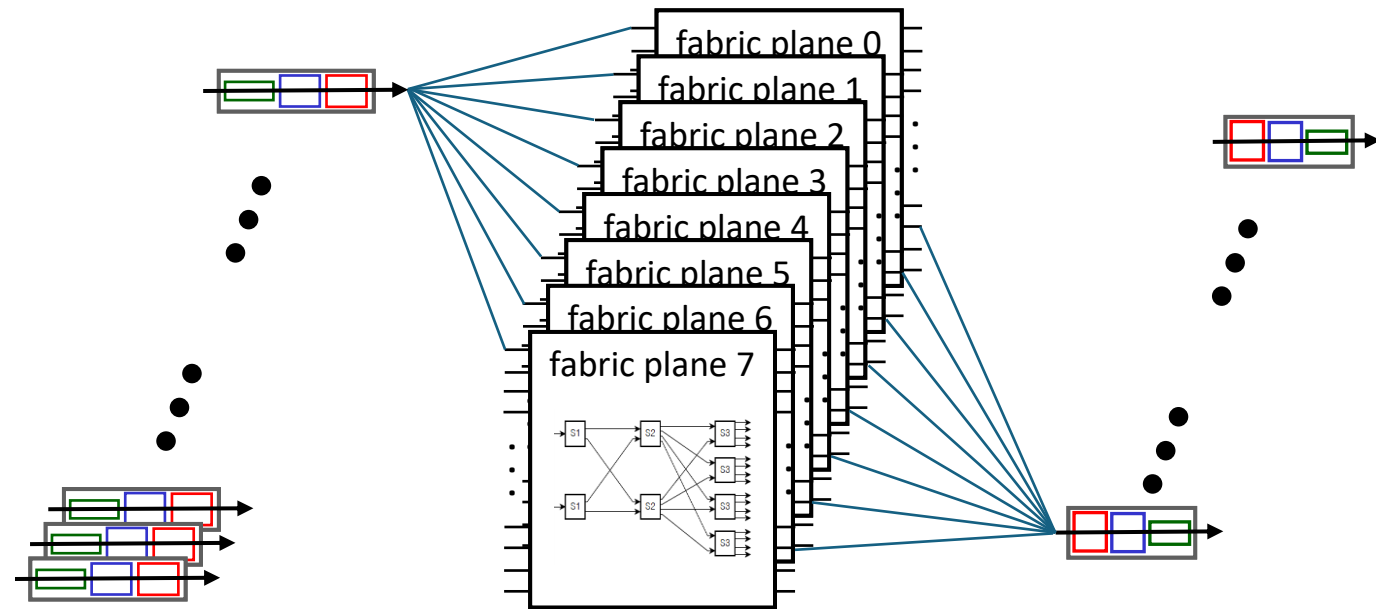 fabric plane 0
fabric plane 1
fabric plane 2
fabric plane 3
fabric plane 4
fabric plane 5
fabric plane 6
fabric plane 7
S1 S2 S3
S3
S1 S2 S3
S3